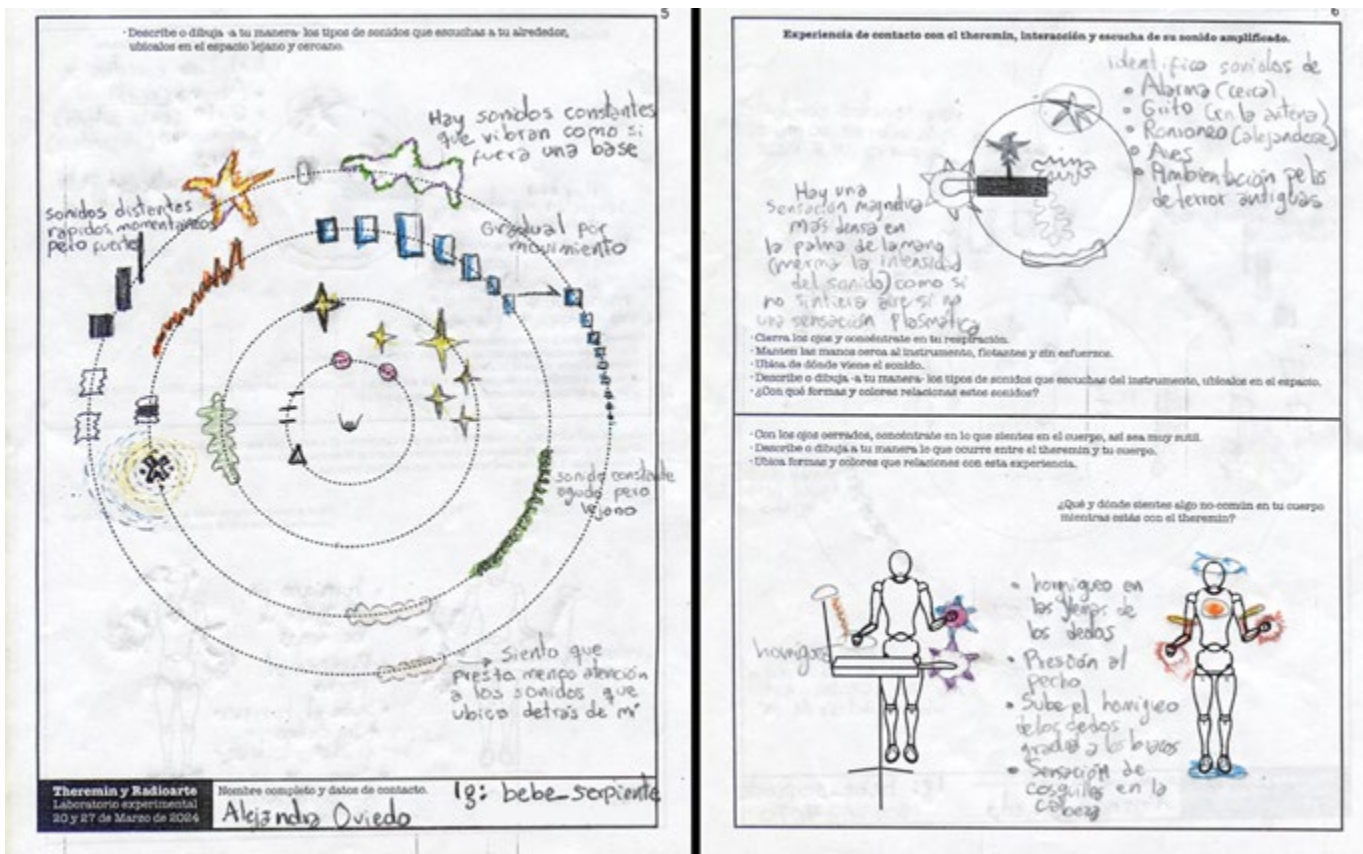 5
· Describe o dibuja -a tu manera- los tipos de sonidos que escuchas a tu alrededor,
ubícalos en el espacio lejano y cercano.
Hay sonidos constantes
que vibran como si
fuera una base
sonidos distentes
rápidos, momentaneos
pero fuerte
Gradual por
movimiento
sonido constante
agudo pero
lejano
Siento que
presto menos atención
a los sonidos que
ubico detrás de mí
Theremin y Radioarte
Laboratorio experimental
20 y 27 de Marzo de 2024
Nombre completo y datos de contacto.
Ig: bebe_serpiente
Alejandra Oviedo
6
Experiencia de contacto con el theremin, interacción y escucha de su sonido amplificado.
identifico sonidos de
• Alarma (cerca)
• Grito (en la antena)
• Ronroneo (alejandose)
• Aves
• Ambientación pelis
de terror antiguas
Hay una
sensación magnética
más densa en
la palma de la mano
(merma la intensidad
del sonido) como si
no sintiera aire si no
una sensación Plasmática
· Cierra los ojos y concéntrate en tu respiración.
· Manten las manos cerca al instrumento, flotantes y sin esfuerzos.
· Ubica de dónde viene el sonido.
· Describe o dibuja -a tu manera- los tipos de sonidos que escuchas del instrumento, ubícalos en el espacio.
· ¿Con qué formas y colores relacionas estos sonidos?
· Con los ojos cerrados, concéntrate en lo que sientes en el cuerpo, así sea muy sutil.
· Describe o dibuja a tu manera lo que ocurre entre el theremin y tu cuerpo.
· Ubica formas y colores que relaciones con esta experiencia.
¿Qué y dónde sientes algo no-común en tu cuerpo
mientras estás con el theremin?
• hormigueo en
las yemas de
los dedos
• Presión al
pecho
• Sube el hormigueo
de los dedos
gradual a los brazos
• Sensación de
cosquillas en la
cabeza